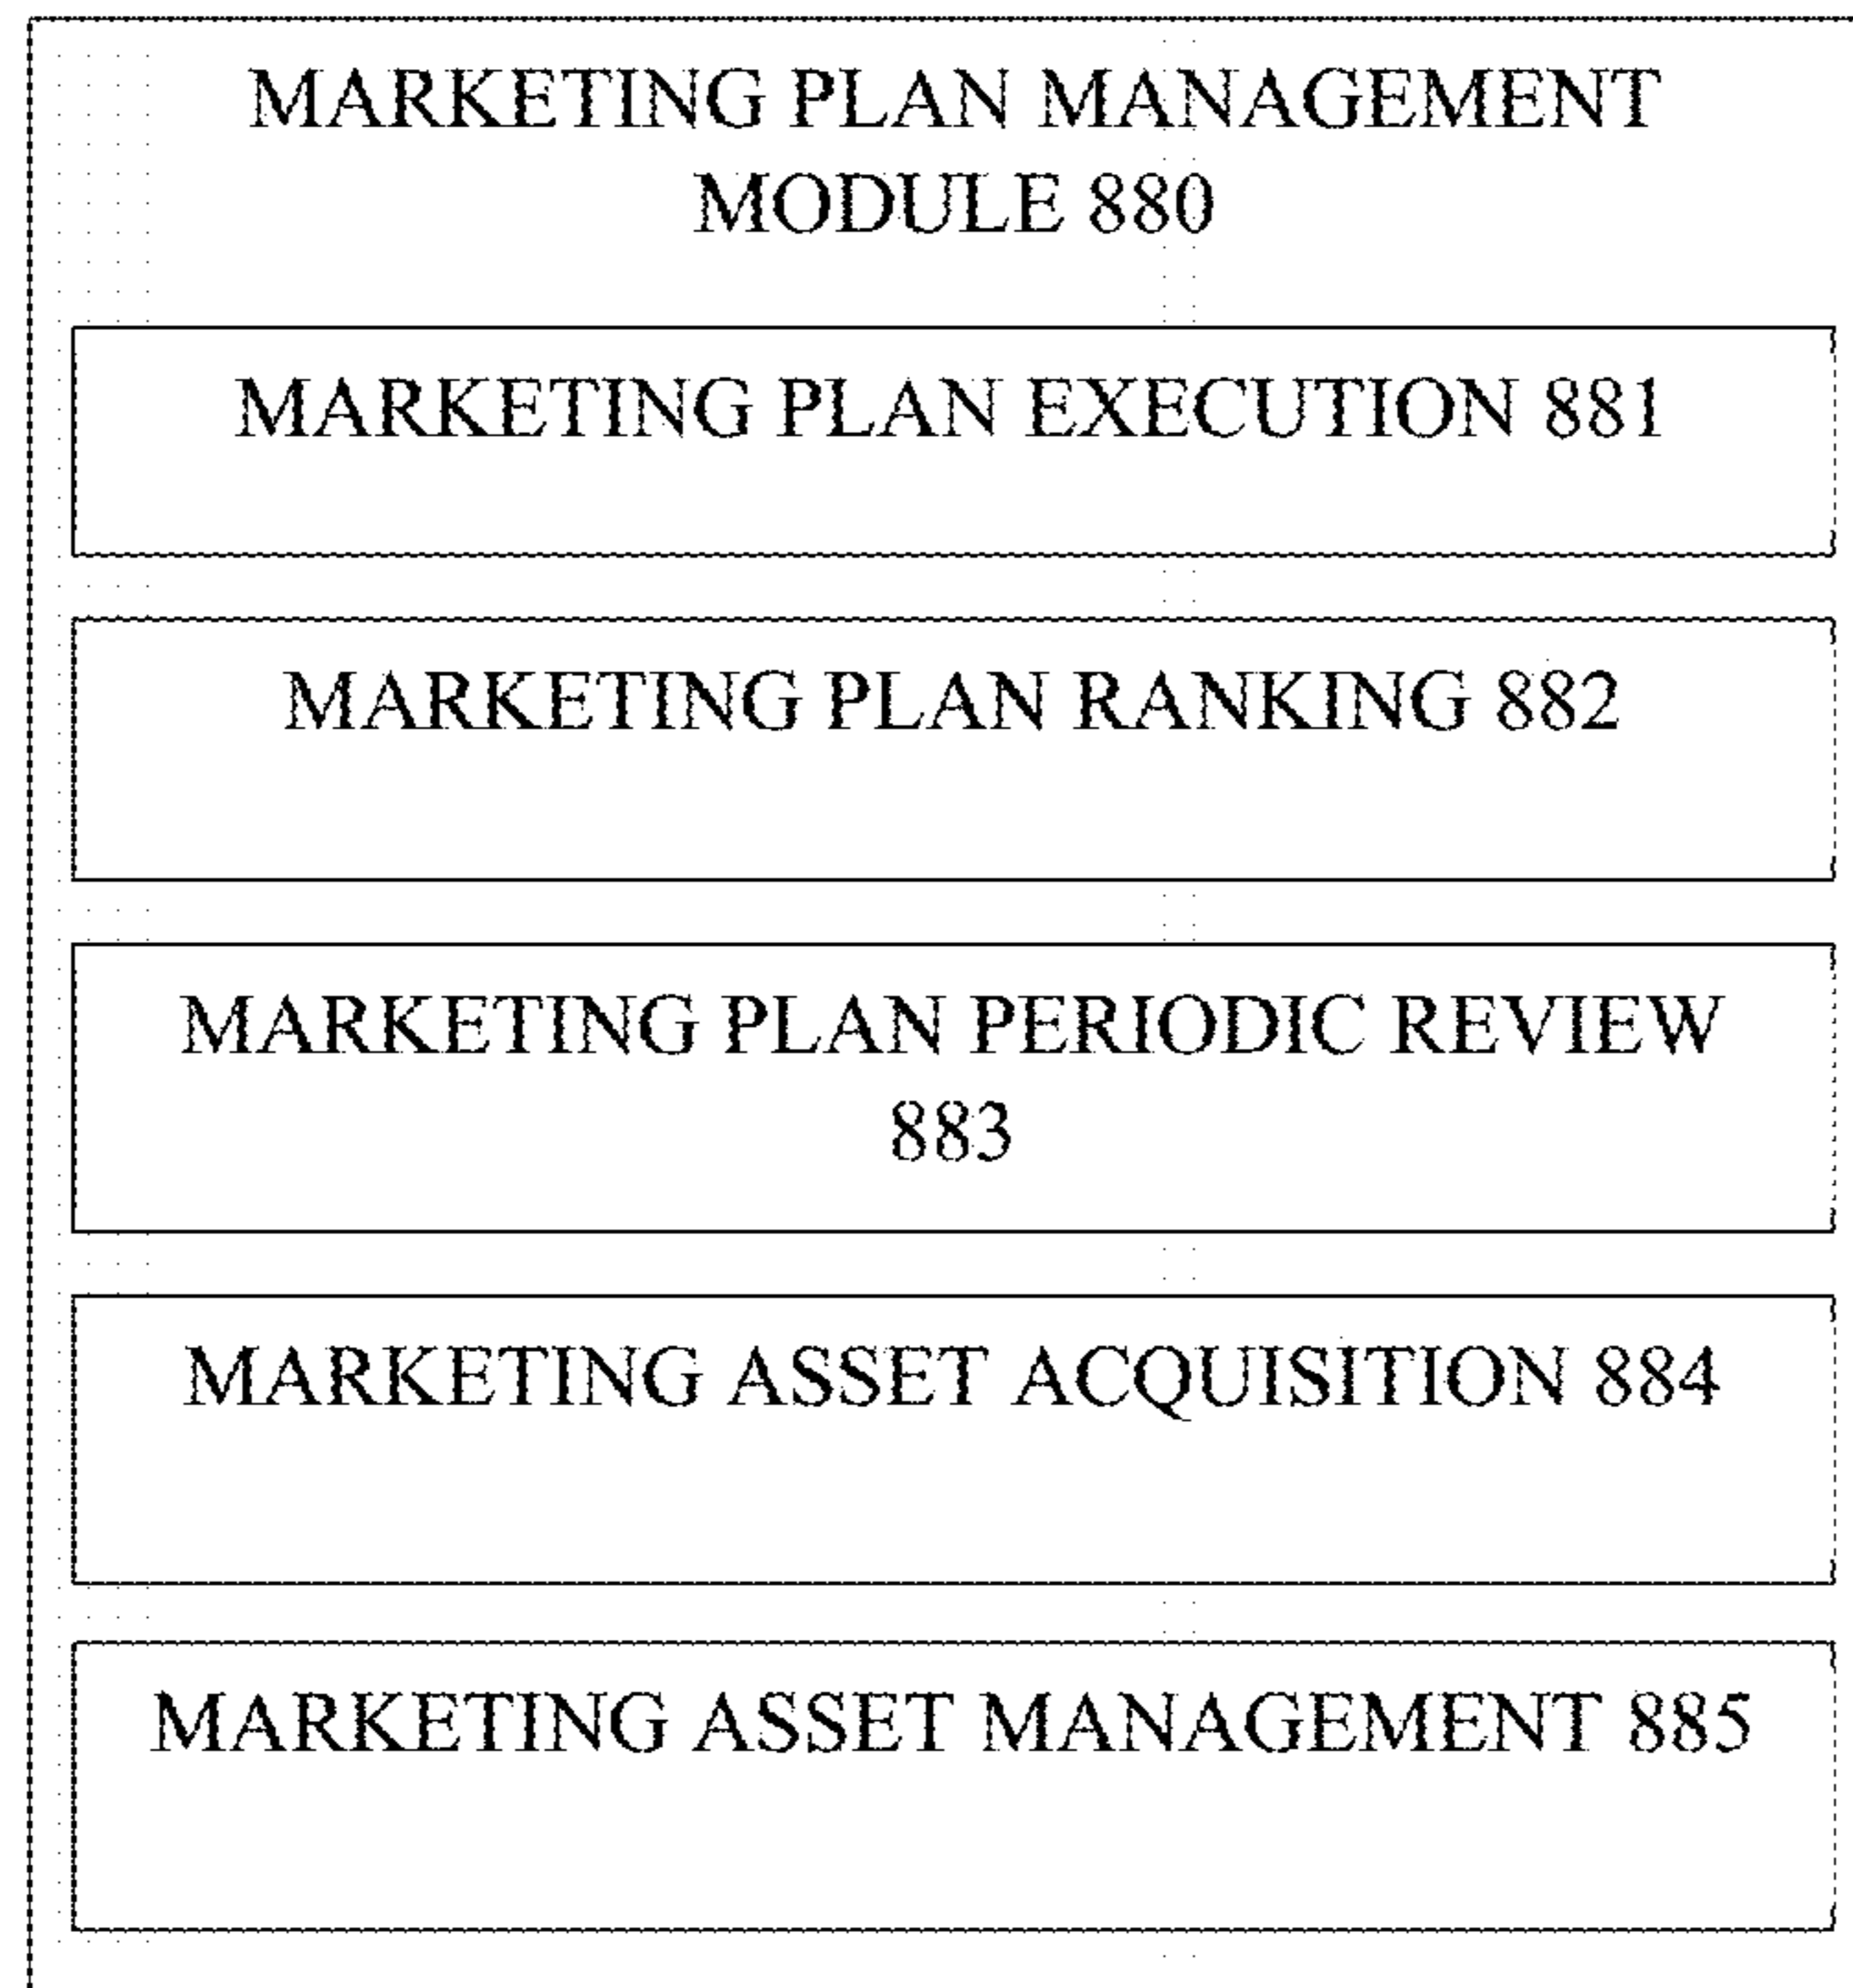 MARKETING PLAN MANAGEMENT
MODULE 880
MARKETING PLAN EXECUTION 881
MARKETING PLAN RANKING 882
MARKETING PLAN PERIODIC REVIEW
883
MARKETING ASSET ACQUISITION 884
MARKETING ASSET MANAGEMENT 885